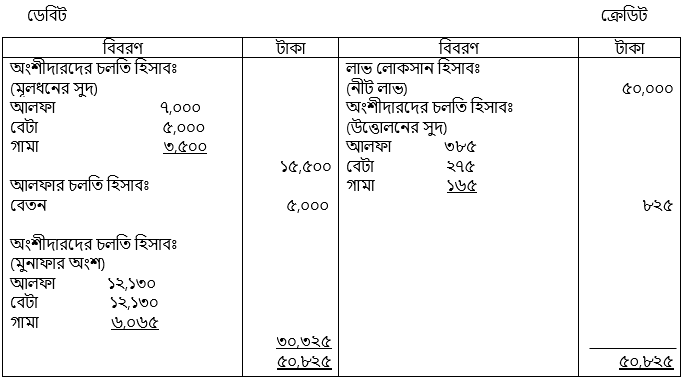 ডেবিট ক্রেডিট
বিবরণ টাকা বিবরণ টাকা
অংশীদারদের চলতি হিসাবঃ
(মূলধনের সুদ)
আলফা ৭,০০০
বেটা ৫,০০০
গামা ৩,৫০০
১৫,৫০০
আলফার চলতি হিসাবঃ
বেতন ৫,০০০
অংশীদারদের চলতি হিসাবঃ
(মুনাফার অংশ)
আলফা ১২,১৩০
বেটা ১২,১৩০
গামা ৬,০৬৫
৩০,৩২৫
৫০,৮২৫
লাভ লোকসান হিসাবঃ
(নীট লাভ) ৫০,০০০
অংশীদারদের চলতি হিসাবঃ
(উত্তোলনের সুদ)
আলফা ৩৮৫
বেটা ২৭৫
গামা ১৬৫
৮২৫
৫০,৮২৫